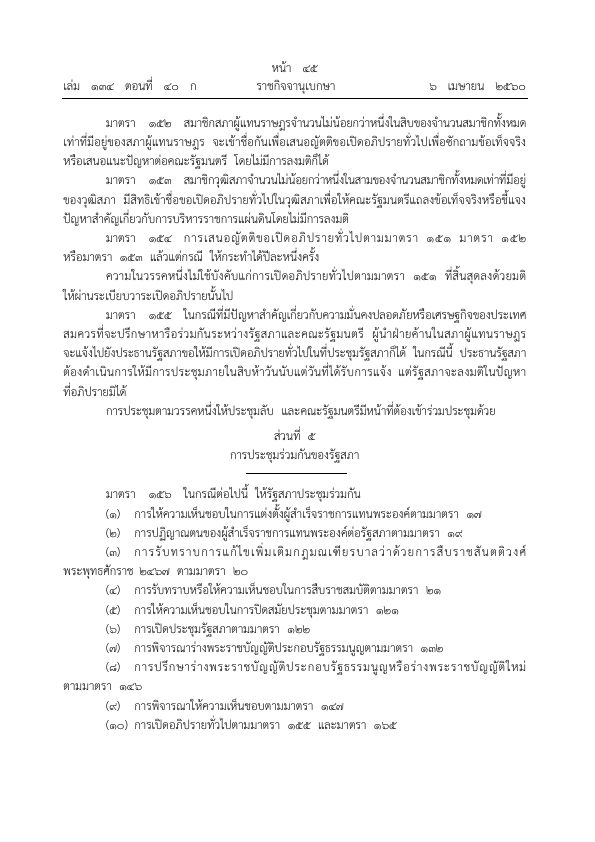 หน้า ๔๕
เล่ม ๑๓๔ ตอนที่ ๔๐ ก ราชกิจจานุเบกษา ๖ เมษายน ๒๕๖๐
มาตรา ๑๕๒ สมาชิกสภาผู้แทนราษฎรจำนวนไม่น้อยกว่าหนึ่งในสิบของจำนวนสมาชิกทั้งหมด
เท่าที่มีอยู่ของสภาผู้แทนราษฎร จะเข้าชื่อกันเพื่อเสนอญัตติขอเปิดอภิปรายทั่วไปเพื่อซักถามข้อเท็จจริง
หรือเสนอแนะปัญหาต่อคณะรัฐมนตรี โดยไม่มีการลงมติก็ได้
มาตรา ๑๕๓ สมาชิกวุฒิสภาจำนวนไม่น้อยกว่าหนึ่งในสามของจำนวนสมาชิกทั้งหมดเท่าที่มีอยู่
ของวุฒิสภา มีสิทธิเข้าชื่อขอเปิดอภิปรายทั่วไปในวุฒิสภาเพื่อให้คณะรัฐมนตรีแถลงข้อเท็จจริงหรือชี้แจง
ปัญหาสำคัญเกี่ยวกับการบริหารราชการแผ่นดินโดยไม่มีการลงมติ
มาตรา ๑๕๔ การเสนอญัตติขอเปิดอภิปรายทั่วไปตามมาตรา ๑๕๑ มาตรา ๑๕๒
หรือมาตรา ๑๕๓ แล้วแต่กรณี ให้กระทำได้ปีละหนึ่งครั้ง
ความในวรรคหนึ่งไม่ใช้บังคับแก่การเปิดอภิปรายทั่วไปตามมาตรา ๑๕๑ ที่สิ้นสุดลงด้วยมติ
ให้ผ่านระเบียบวาระเปิดอภิปรายนั้นไป
มาตรา ๑๕๕ ในกรณีที่มีปัญหาสำคัญเกี่ยวกับความมั่นคงปลอดภัยหรือเศรษฐกิจของประเทศ
สมควรที่จะปรึกษาหารือร่วมกันระหว่างรัฐสภาและคณะรัฐมนตรี ผู้นำฝ่ายค้านในสภาผู้แทนราษฎร
จะแจ้งไปยังประธานรัฐสภาขอให้มีการเปิดอภิปรายทั่วไปในที่ประชุมรัฐสภาก็ได้ ในกรณีนี้ ประธานรัฐสภา
ต้องดำเนินการให้มีการประชุมภายในสิบห้าวันนับแต่วันที่ได้รับการแจ้ง แต่รัฐสภาจะลงมติในปัญหา
ที่อภิปรายมิได้
การประชุมตามวรรคหนึ่งให้ประชุมลับ และคณะรัฐมนตรีมีหน้าที่ต้องเข้าร่วมประชุมด้วย
ส่วนที่ ๕
การประชุมร่วมกันของรัฐสภา
มาตรา ๑๕๖ ในกรณีต่อไปนี้ ให้รัฐสภาประชุมร่วมกัน
(๑) การให้ความเห็นชอบในการแต่งตั้งผู้สำเร็จราชการแทนพระองค์ตามมาตรา ๑๗
(๒) การปฏิญาณตนของผู้สำเร็จราชการแทนพระองค์ต่อรัฐสภาตามมาตรา ๑๙
(๓) การรับทราบการแก้ไขเพิ่มเติมกฎมณเฑียรบาลว่าด้วยการสืบราชสันตติวงศ์
พระพุทธศักราช ๒๔๖๗ ตามมาตรา ๒๐
(๔) การรับทราบหรือให้ความเห็นชอบในการสืบราชสมบัติตามมาตรา ๒๑
(๕) การให้ความเห็นชอบในการปิดสมัยประชุมตามมาตรา ๑๒๑
(๖) การเปิดประชุมรัฐสภาตามมาตรา ๑๒๒
(๗) การพิจารณาร่างพระราชบัญญัติประกอบรัฐธรรมนูญตามมาตรา ๑๓๒
(๘) การปรึกษาร่างพระราชบัญญัติประกอบรัฐธรรมนูญหรือร่างพระราชบัญญัติใหม่
ตามมาตรา ๑๔๖
(๙) การพิจารณาให้ความเห็นชอบตามมาตรา ๑๔๗
(๑๐) การเปิดอภิปรายทั่วไปตามมาตรา ๑๕๕ และมาตรา ๑๖๕